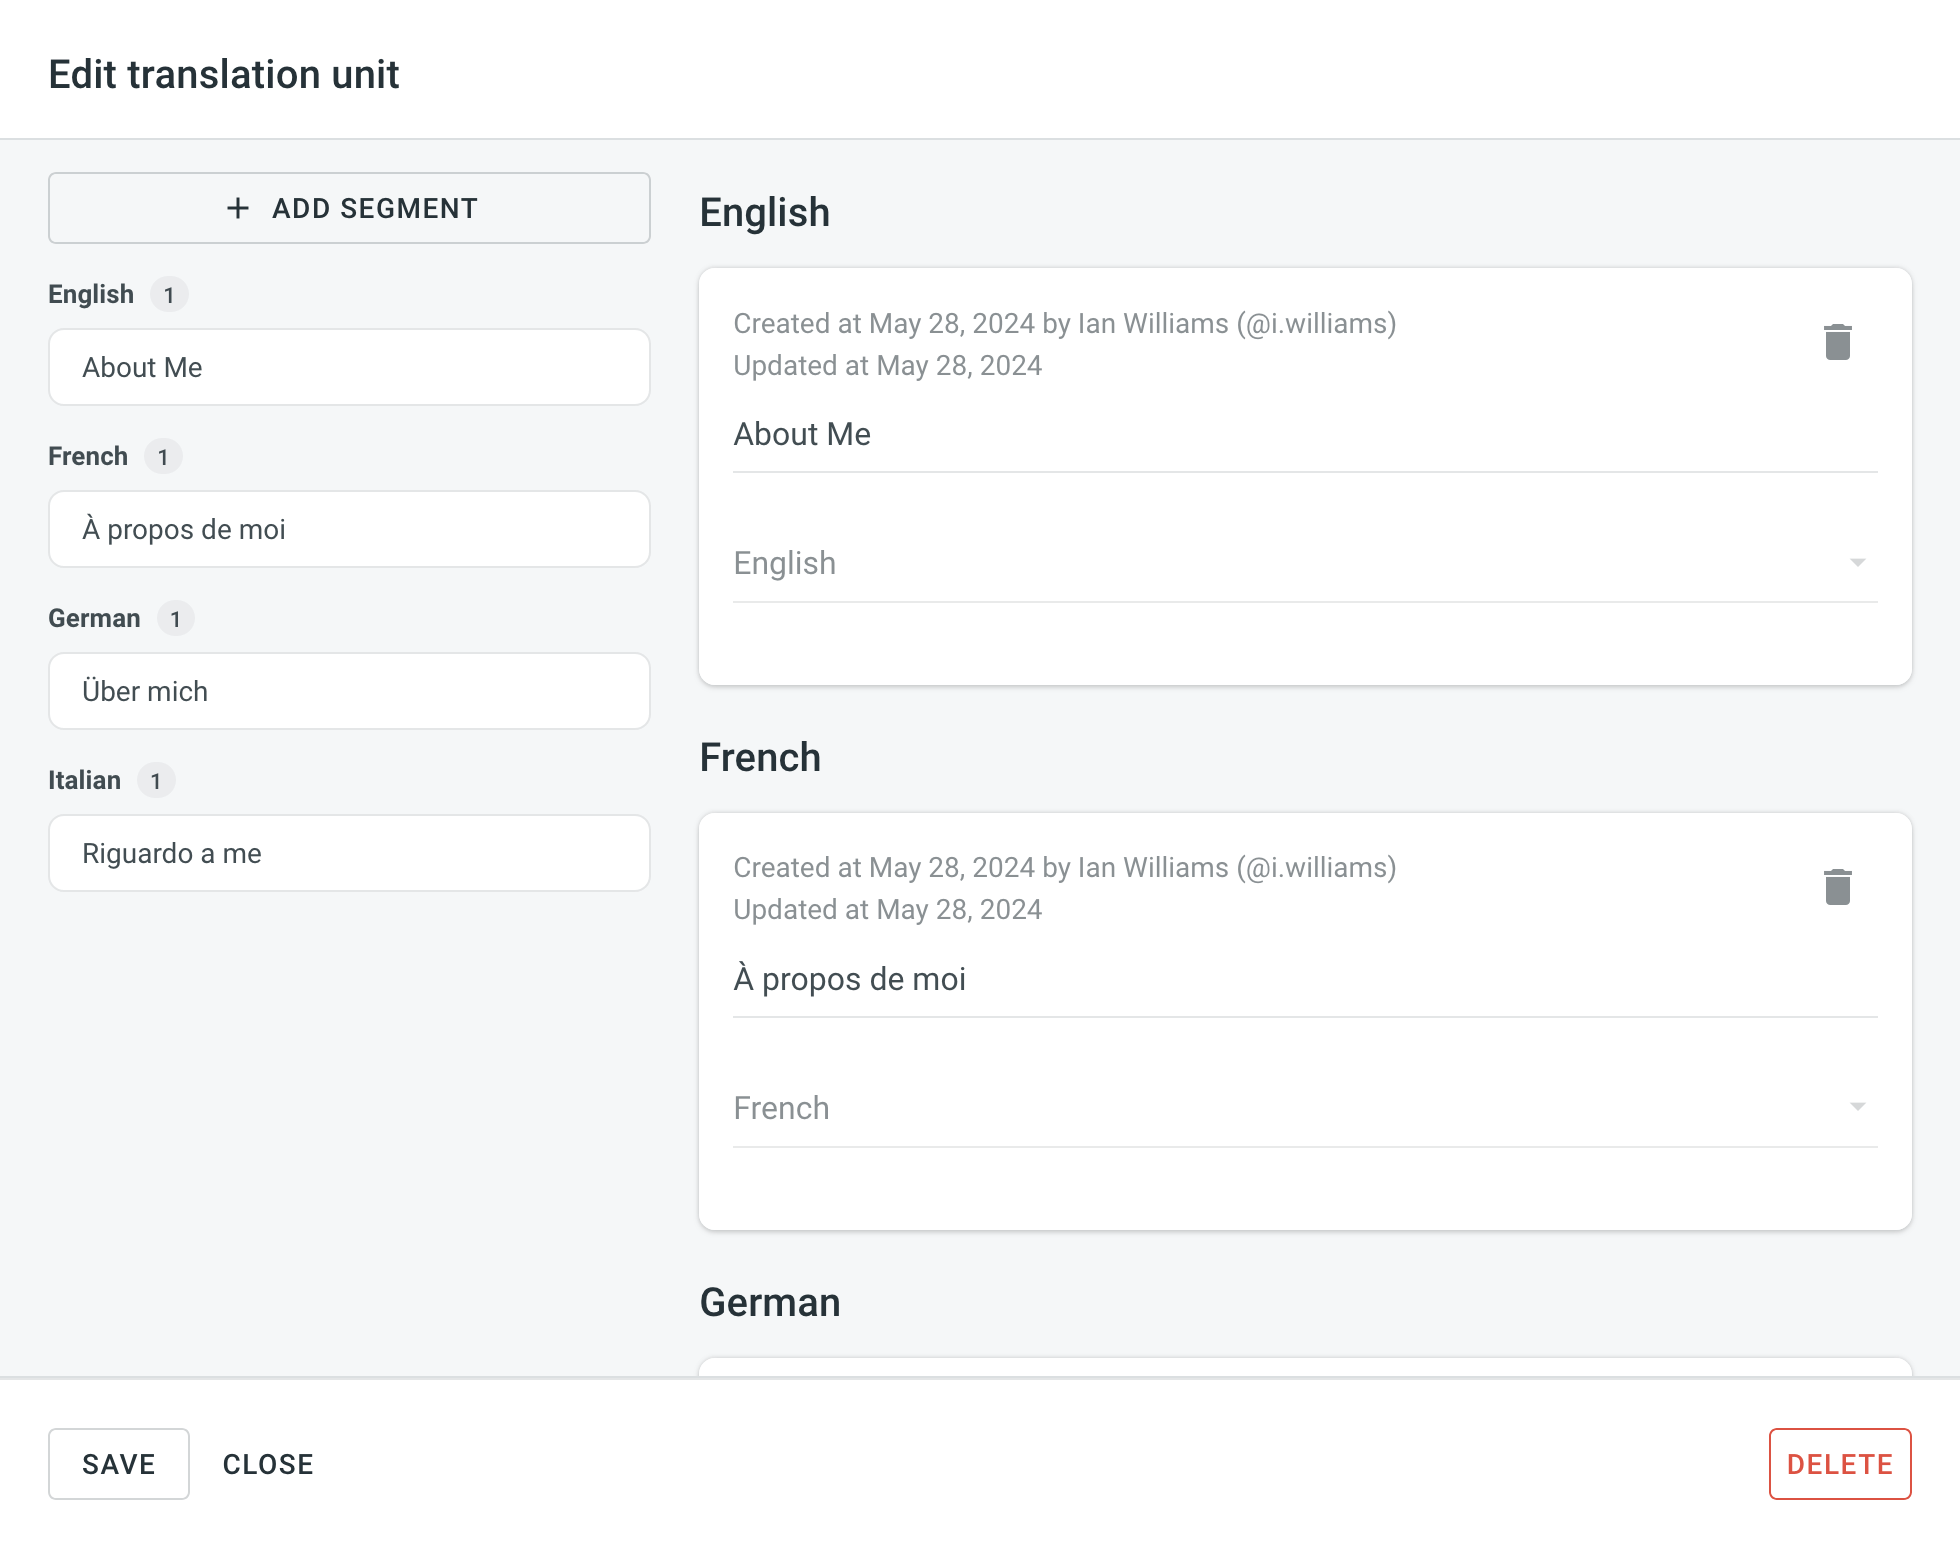 Edit translation unit
+ ADD SEGMENT
English 1
About Me
French 1
À propos de moi
German 1
Über mich
Italian 1
Riguardo a me
English
Created at May 28, 2024 by Ian Williams (@i.williams)
Updated at May 28, 2024
About Me
English
French
Created at May 28, 2024 by Ian Williams (@i.williams)
Updated at May 28, 2024
À propos de moi
French
German
SAVE
CLOSE
DELETE